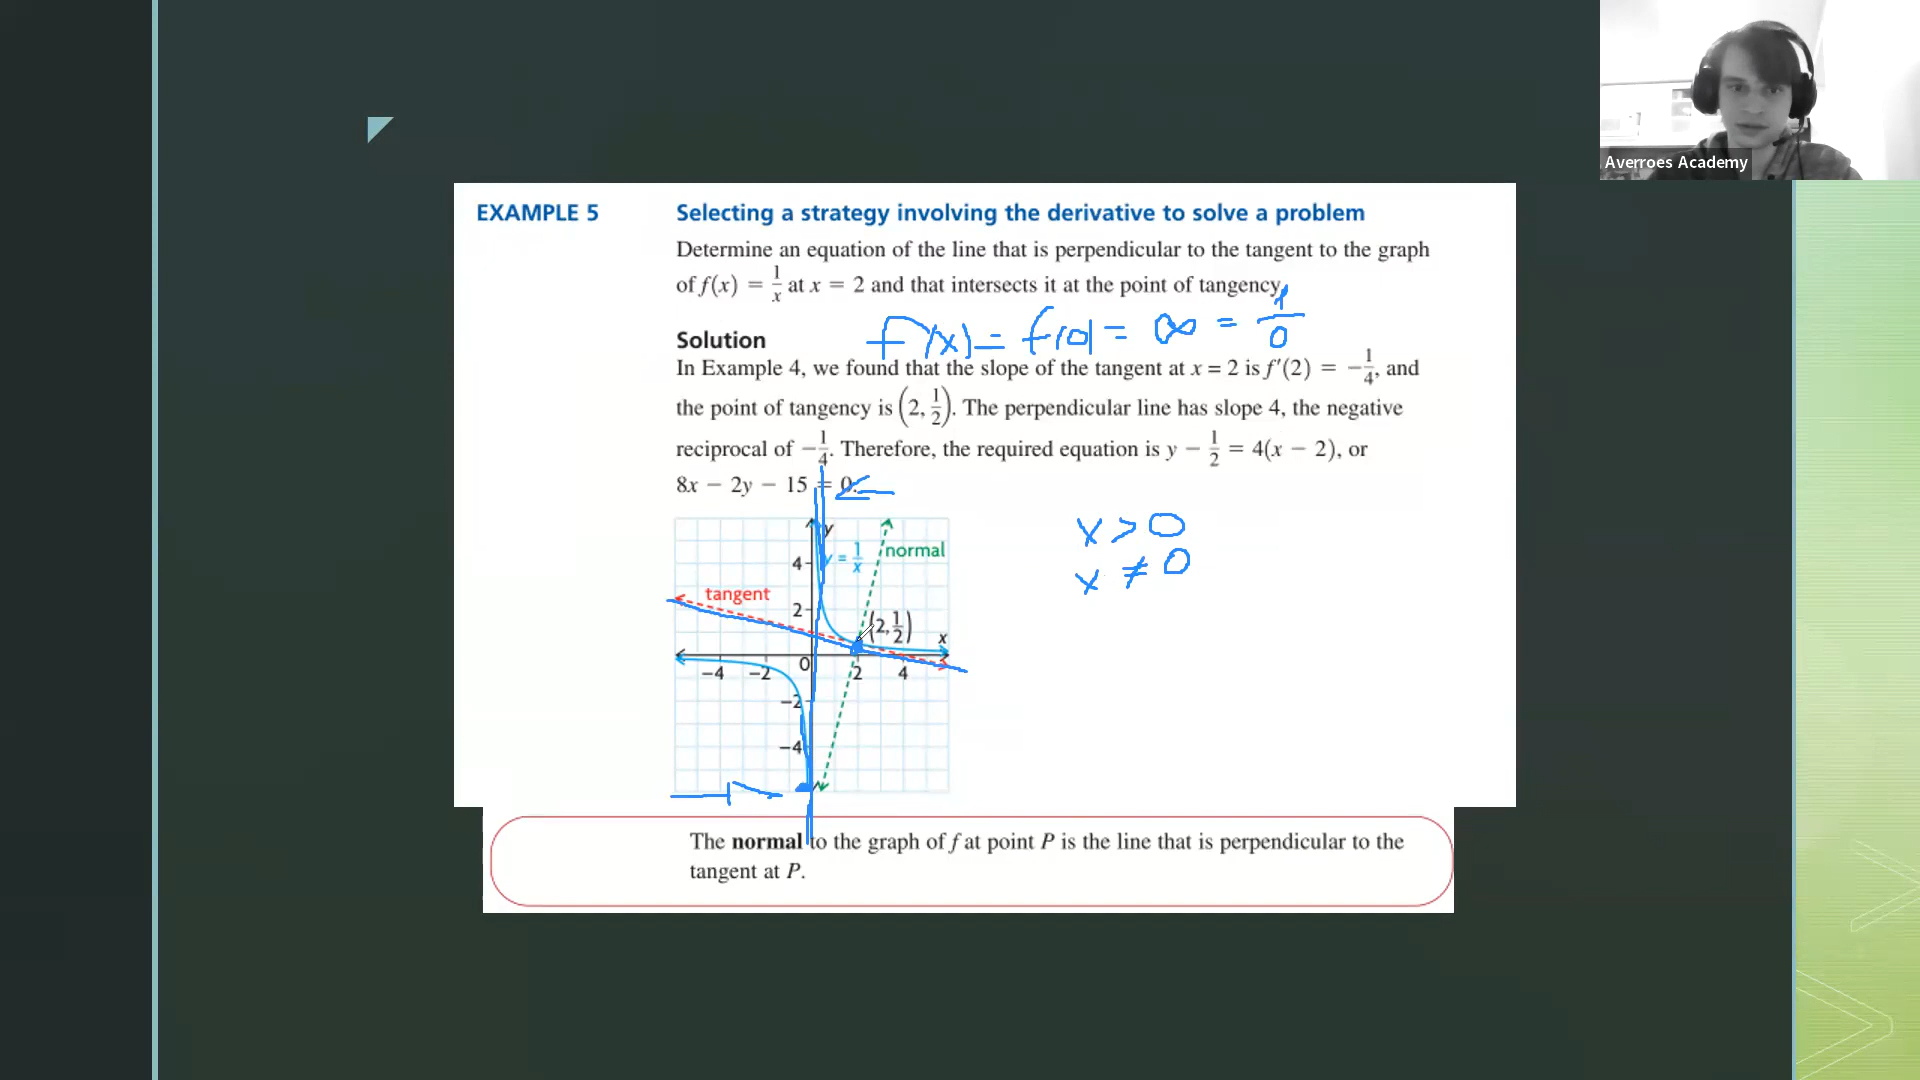 Averroes Academy
EXAMPLE 5 Selecting a strategy involving the derivative to solve a problem
Determine an equation of the line that is perpendicular to the tangent to the graph
of f(x) = 1/x at x = 2 and that intersects it at the point of tangency.
f'(x) = f(0) = ∞ = 1/0
Solution
In Example 4, we found that the slope of the tangent at x = 2 is f′(2) = −1/4, and
the point of tangency is (2, 1/2). The perpendicular line has slope 4, the negative
reciprocal of −1/4. Therefore, the required equation is y − 1/2 = 4(x − 2), or
8x − 2y − 15 = 0.
x > 0
x ≠ 0
y
y = 1/x
normal
4
tangent
2
(2, 1/2)
x
0
−4 −2 2 4
−2
−4
The normal to the graph of f at point P is the line that is perpendicular to the
tangent at P.